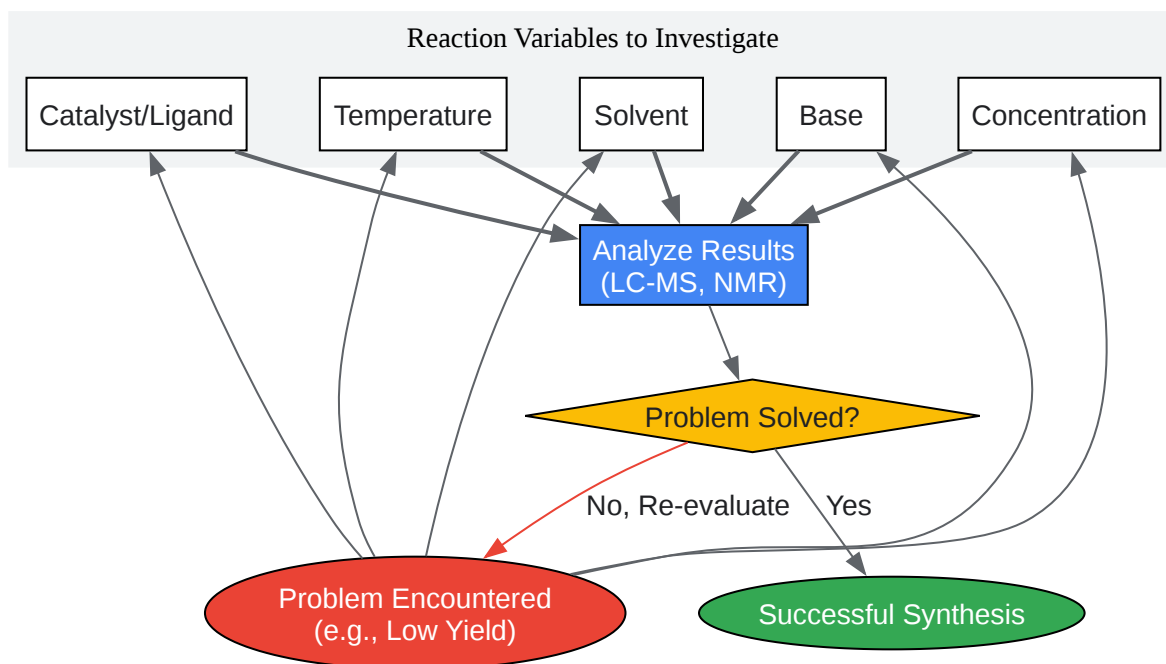 Reaction Variables to Investigate
Catalyst/Ligand
Temperature
Solvent
Base
Concentration
Analyze Results
(LC-MS, NMR)
Problem Solved?
No, Re-evaluate
Yes
Problem Encountered
(e.g., Low Yield)
Successful Synthesis